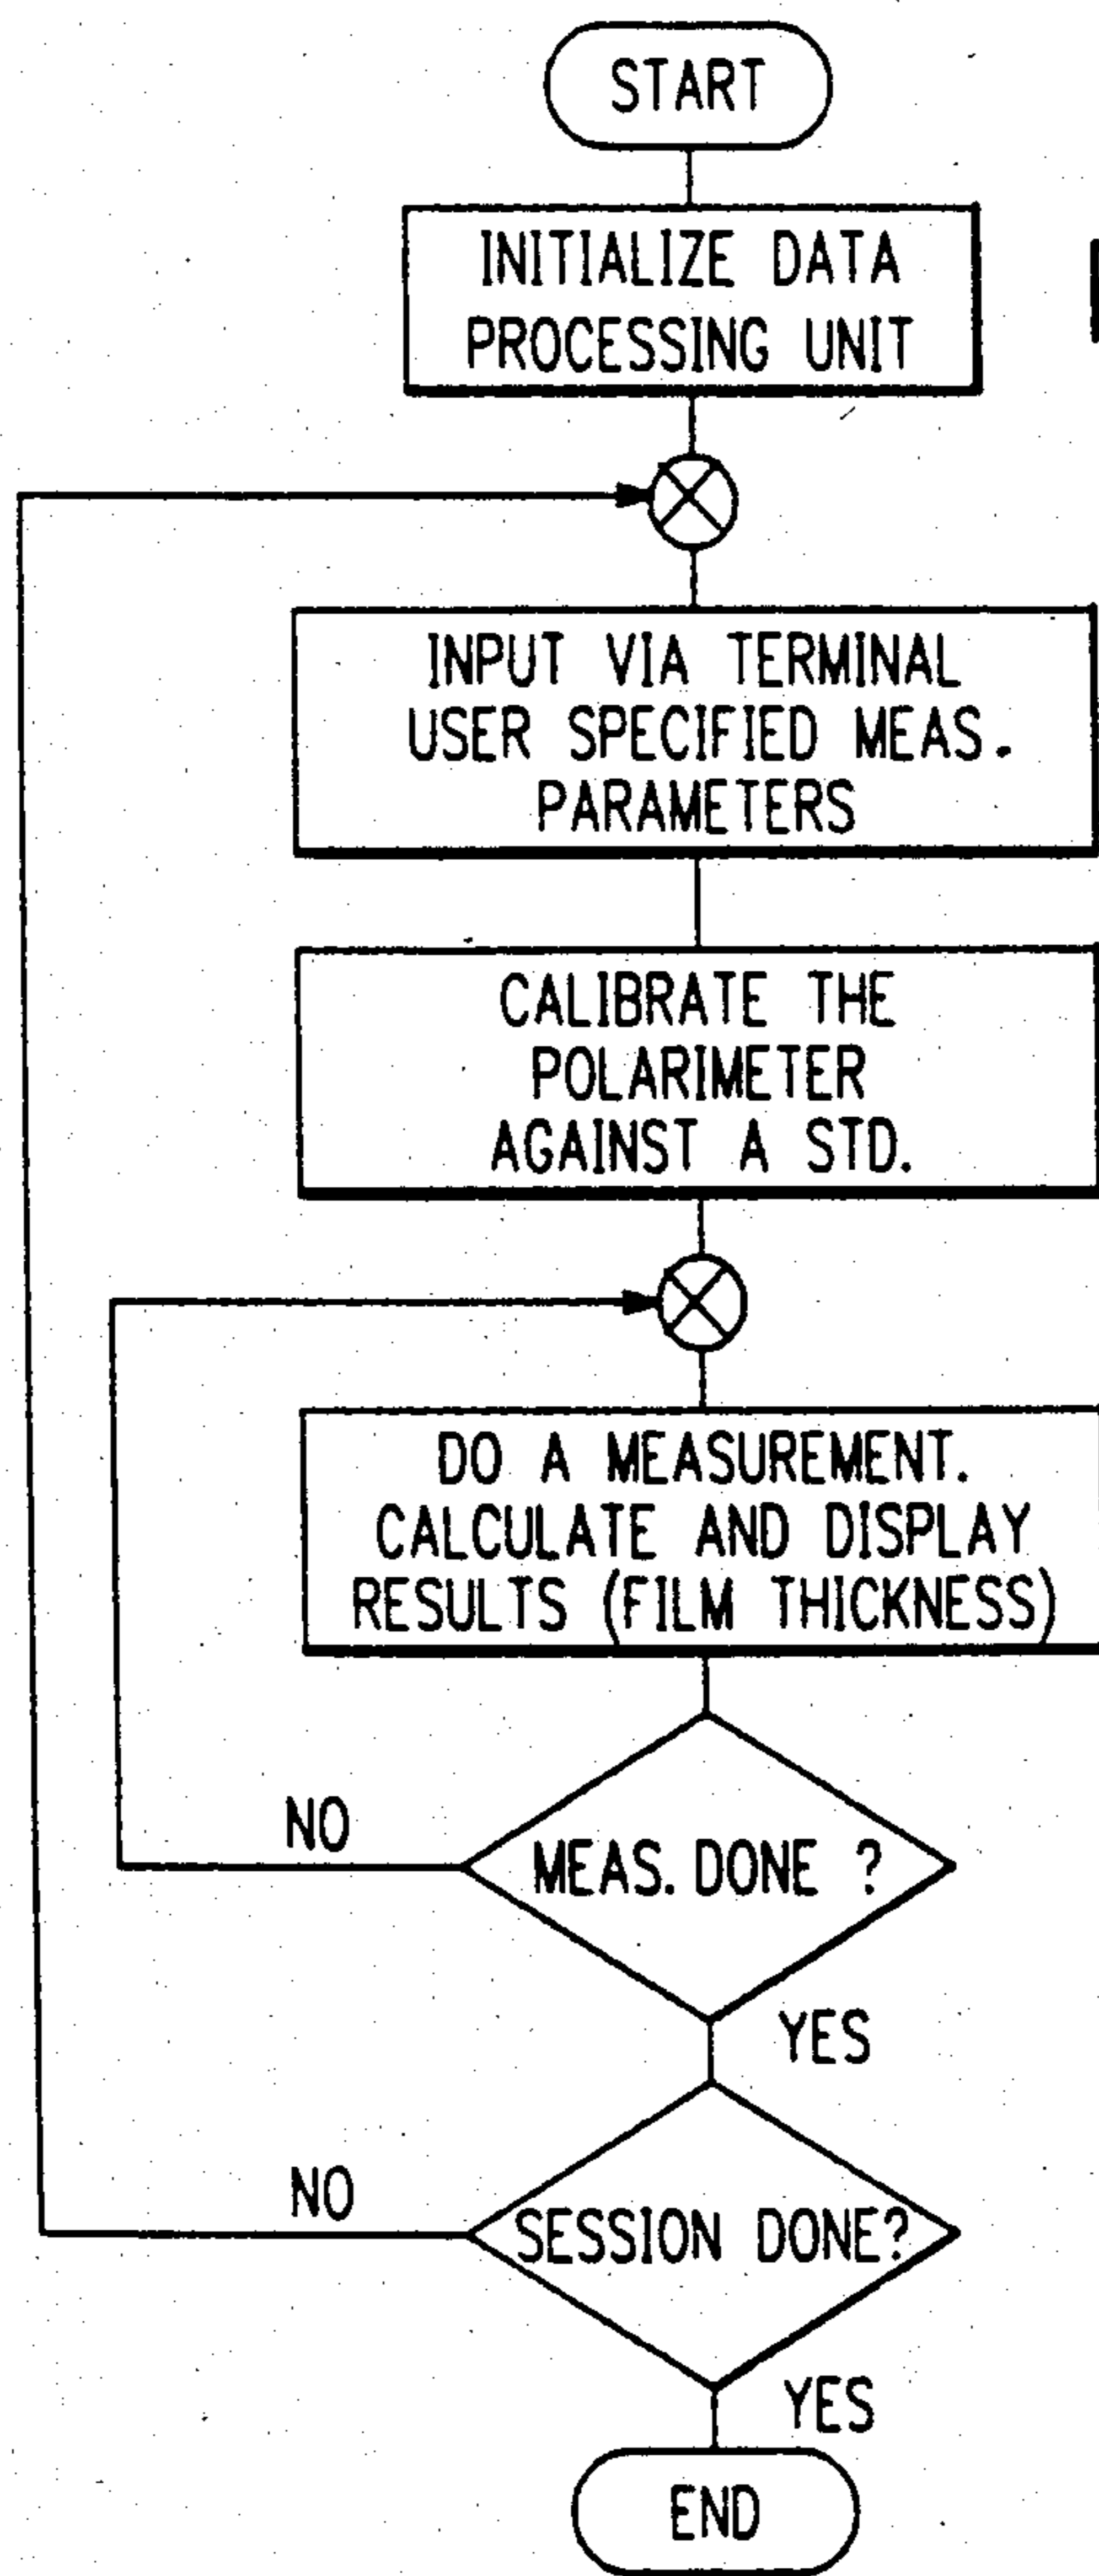 START
INITIALIZE DATA
PROCESSING UNIT
INPUT VIA TERMINAL
USER SPECIFIED MEAS.
PARAMETERS
CALIBRATE THE
POLARIMETER
AGAINST A STD.
DO A MEASUREMENT.
CALCULATE AND DISPLAY
RESULTS (FILM THICKNESS)
NO
MEAS. DONE ?
YES
NO
SESSION DONE?
YES
END